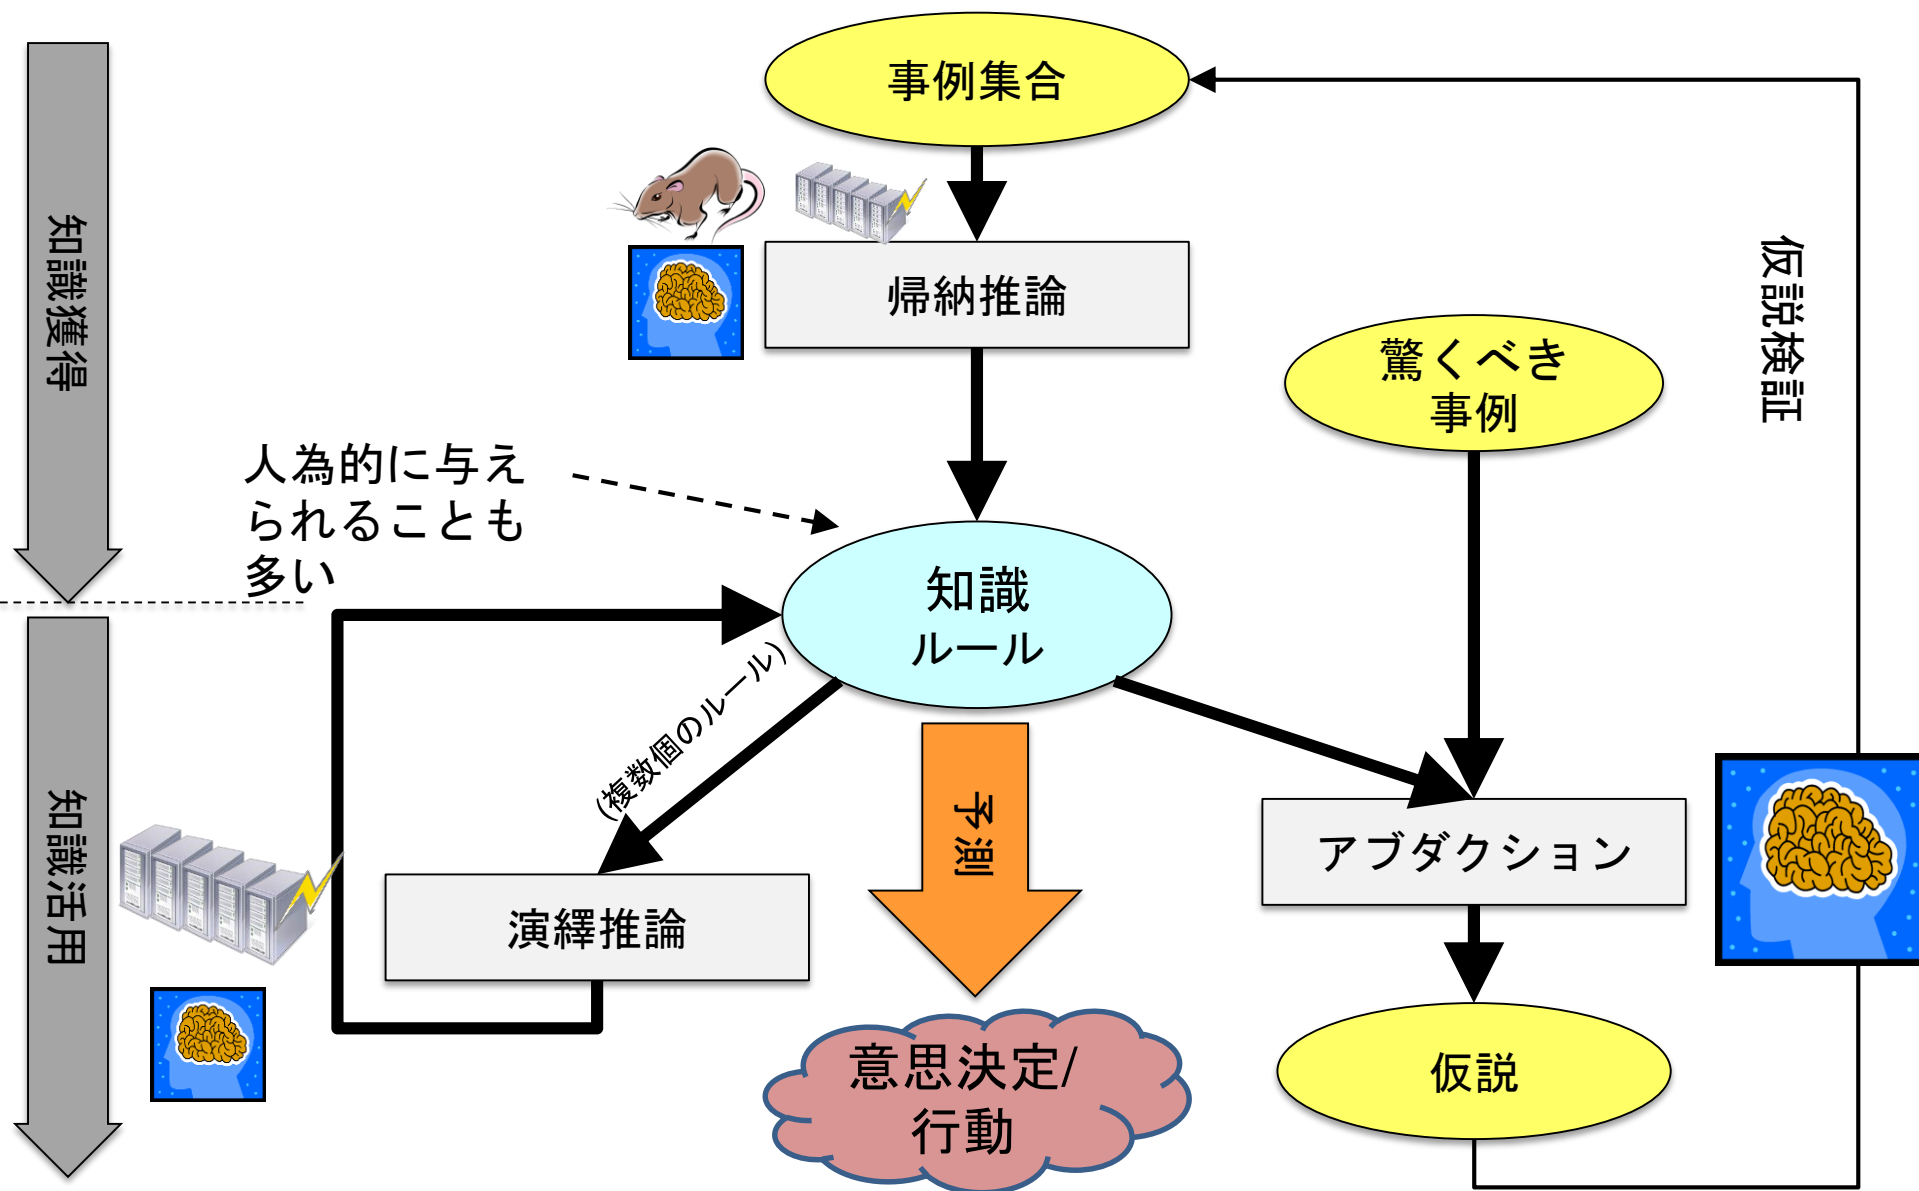 事例集合
知識獲得
帰納推論
仮説検証
驚くべき
事例
人為的に与え
られることも
多い
知識
ルール
(複数個のルール)
予測
知識活用
アブダクション
演繹推論
意思決定/
行動
仮説